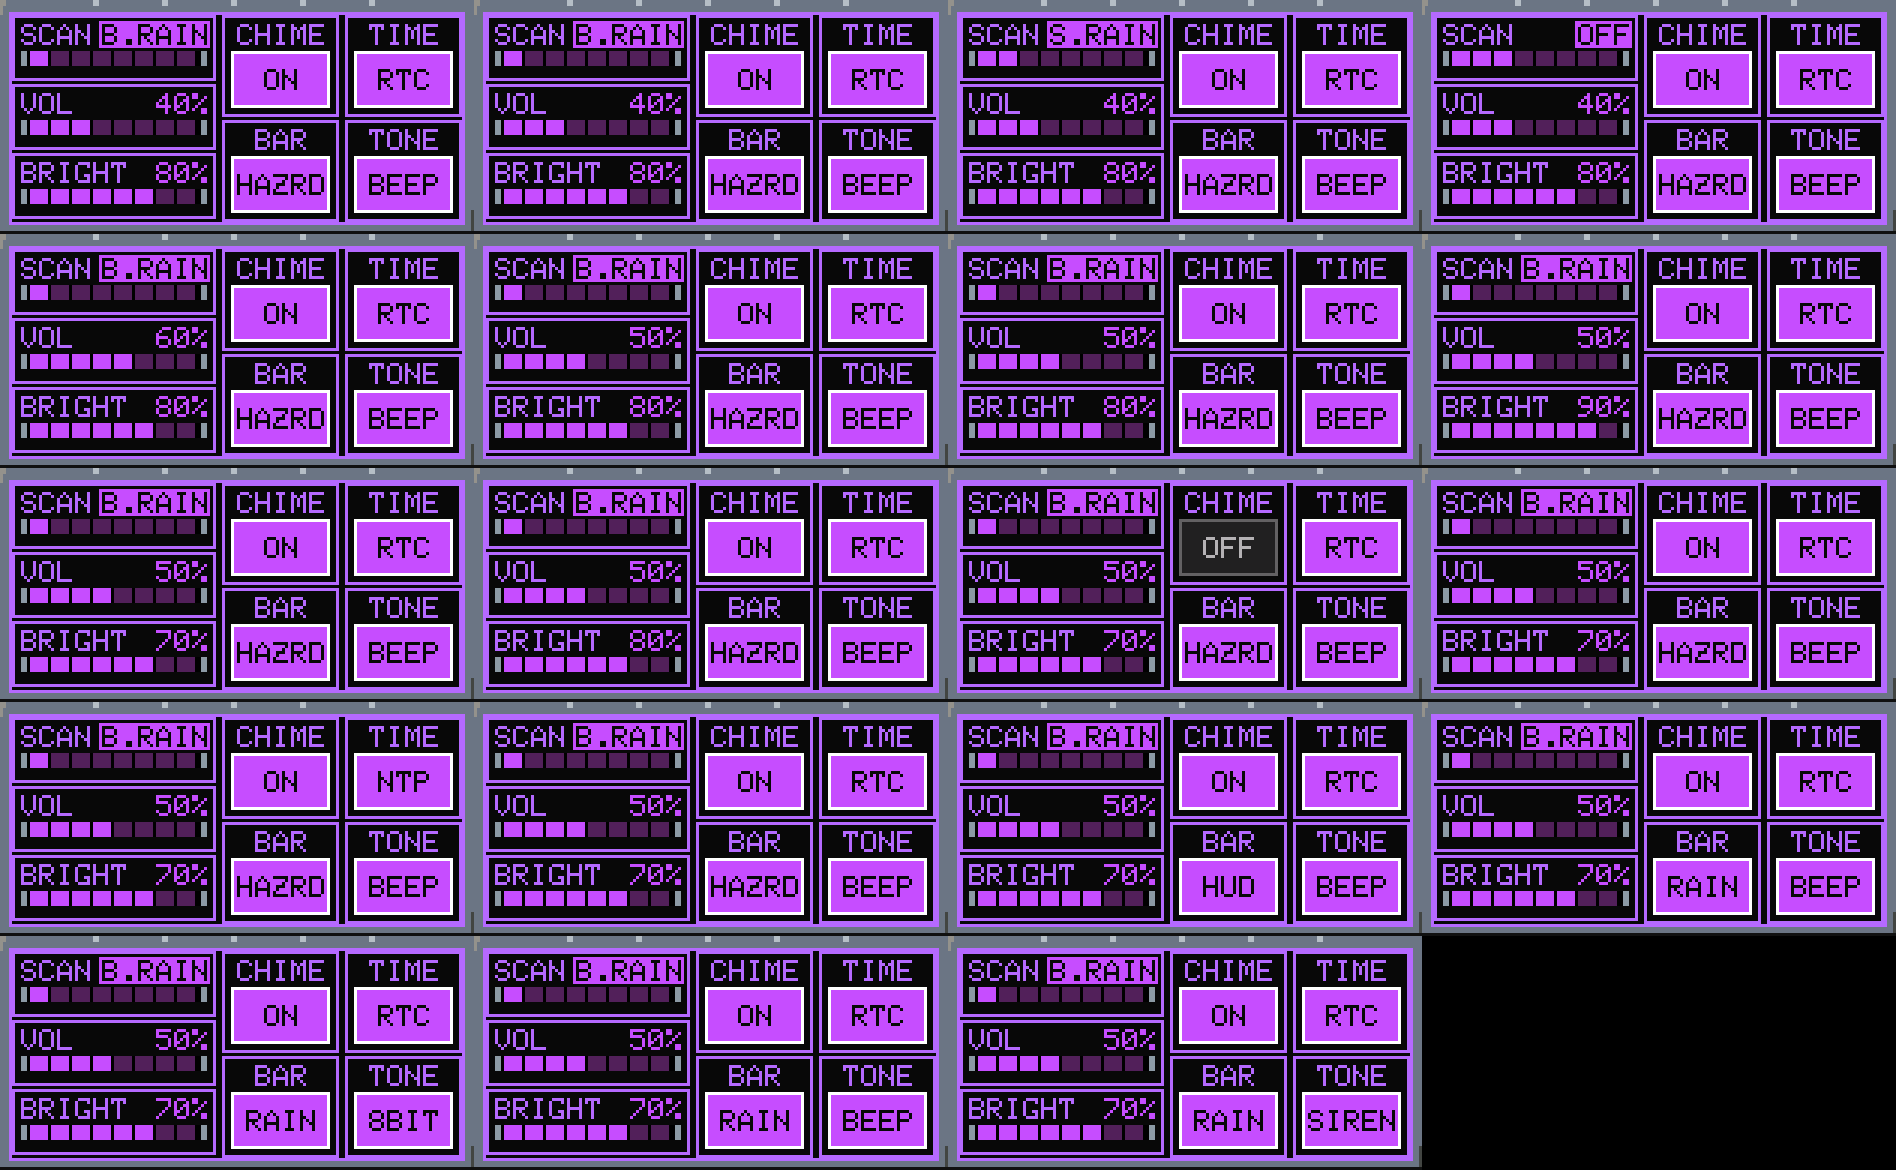 SCAN B.RAIN CHIME TIME
ON RTC
VOL 40%
BAR TONE
BRIGHT 80% HAZRD BEEP
SCAN B.RAIN CHIME TIME
ON RTC
VOL 40%
BAR TONE
BRIGHT 80% HAZRD BEEP
SCAN S.RAIN CHIME TIME
ON RTC
VOL 40%
BAR TONE
BRIGHT 80% HAZRD BEEP
SCAN OFF CHIME TIME
ON RTC
VOL 40%
BAR TONE
BRIGHT 80% HAZRD BEEP
SCAN B.RAIN CHIME TIME
ON RTC
VOL 60%
BAR TONE
BRIGHT 80% HAZRD BEEP
SCAN B.RAIN CHIME TIME
ON RTC
VOL 50%
BAR TONE
BRIGHT 80% HAZRD BEEP
SCAN B.RAIN CHIME TIME
ON RTC
VOL 50%
BAR TONE
BRIGHT 80% HAZRD BEEP
SCAN B.RAIN CHIME TIME
ON RTC
VOL 50%
BAR TONE
BRIGHT 90% HAZRD BEEP
SCAN B.RAIN CHIME TIME
ON RTC
VOL 50%
BAR TONE
BRIGHT 70% HAZRD BEEP
SCAN B.RAIN CHIME TIME
ON RTC
VOL 50%
BAR TONE
BRIGHT 80% HAZRD BEEP
SCAN B.RAIN CHIME TIME
OFF RTC
VOL 50%
BAR TONE
BRIGHT 70% HAZRD BEEP
SCAN B.RAIN CHIME TIME
ON RTC
VOL 50%
BAR TONE
BRIGHT 70% HAZRD BEEP
SCAN B.RAIN CHIME TIME
ON NTP
VOL 50%
BAR TONE
BRIGHT 70% HAZRD BEEP
SCAN B.RAIN CHIME TIME
ON RTC
VOL 50%
BAR TONE
BRIGHT 70% HAZRD BEEP
SCAN B.RAIN CHIME TIME
ON RTC
VOL 50%
BAR TONE
BRIGHT 70% HUD BEEP
SCAN B.RAIN CHIME TIME
ON RTC
VOL 50%
BAR TONE
BRIGHT 70% RAIN BEEP
SCAN B.RAIN CHIME TIME
ON RTC
VOL 50%
BAR TONE
BRIGHT 70% RAIN 8BIT
SCAN B.RAIN CHIME TIME
ON RTC
VOL 50%
BAR TONE
BRIGHT 70% RAIN BEEP
SCAN B.RAIN CHIME TIME
ON RTC
VOL 50%
BAR TONE
BRIGHT 70% RAIN SIREN